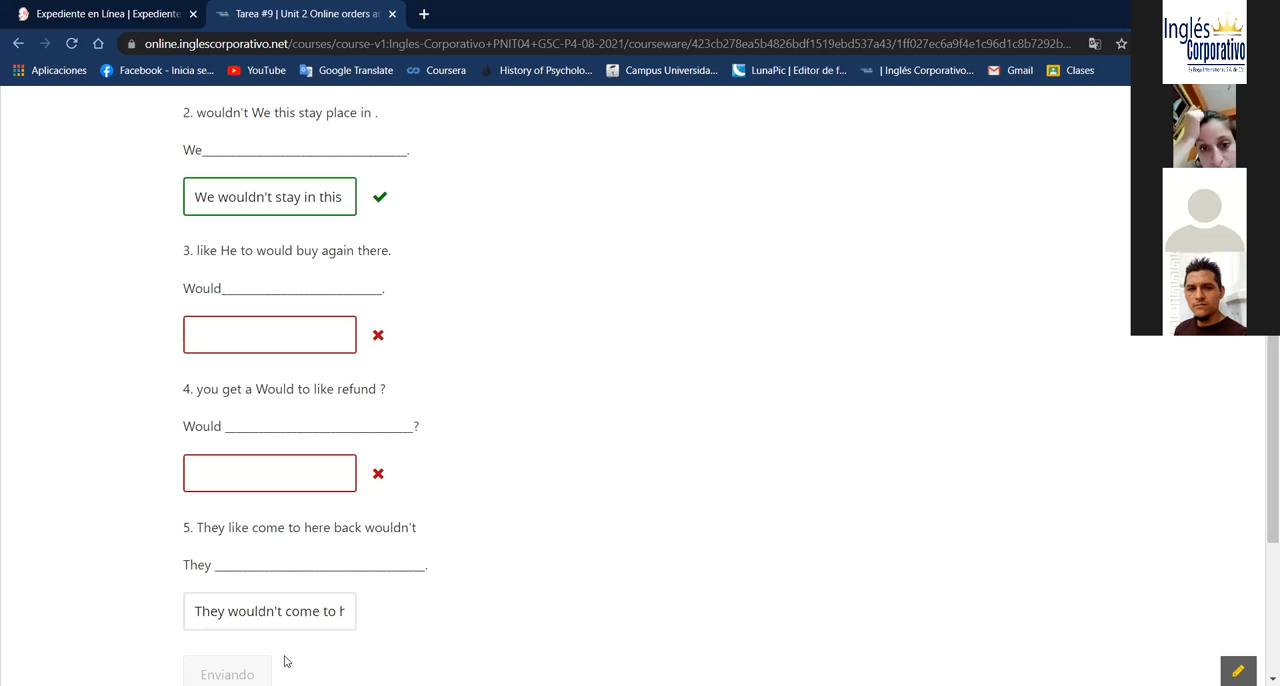 Expediente en Línea | Expediente
Tarea #9 | Unit 2 Online orders a
online.inglescorporativo.net/courses/course-v1:Ingles-Corporativo+PNIT04+G5C-P4-08-2021/courseware/423cb278ea5b4826bdf1519ebd537a43/1ff027ec6a9f4e1c96d1c8b7292b...
Aplicaciones
Facebook - Inicia se...
YouTube
Google Translate
Coursera
History of Psycholo...
Campus Universida...
LunaPic | Editor de f...
| Inglés Corporativo...
Gmail
Clases
Inglés
Corporativo
2. wouldn't We this stay place in .
We______________________________.
We wouldn't stay in this
3. like He to would buy again there.
Would________________________.
4. you get a Would to like refund ?
Would ____________________________?
5. They like come to here back wouldn't
They _______________________________.
They wouldn't come to h
Enviando